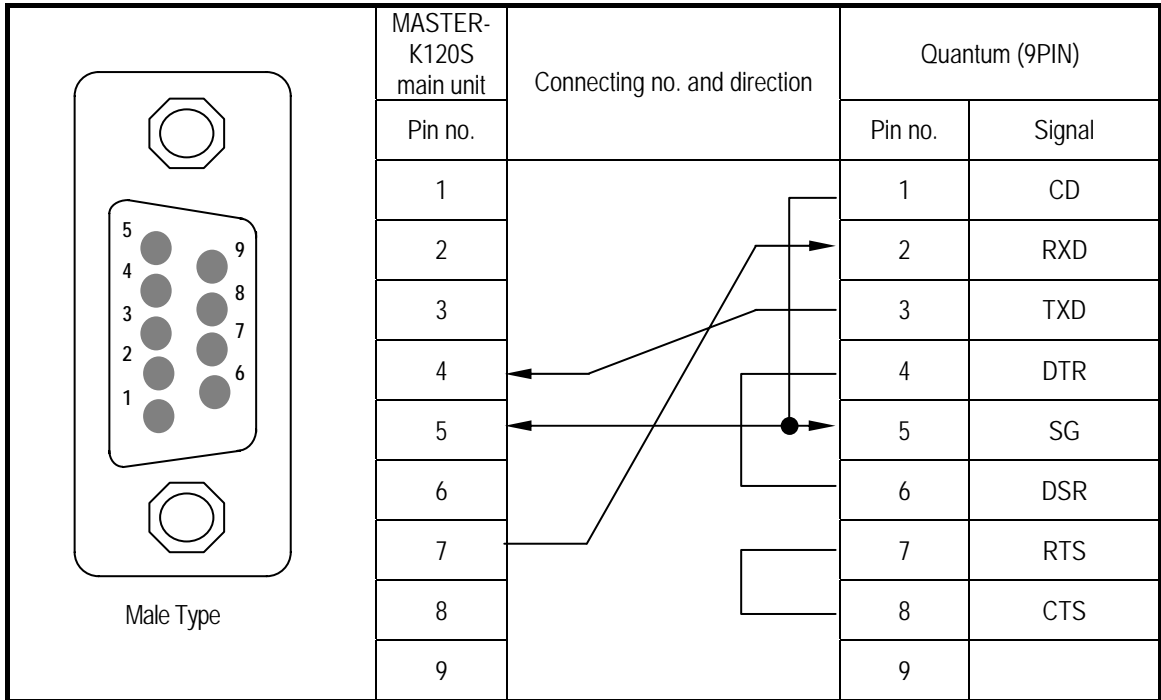 MASTER-
K120S
main unit
Connecting no. and direction
Quantum (9PIN)
Pin no.
Pin no.
Signal
1
1
CD
2
2
RXD
3
3
TXD
4
4
DTR
5
5
SG
6
6
DSR
7
7
RTS
8
8
CTS
9
9
5
9
4
8
3
7
2
6
1
Male Type